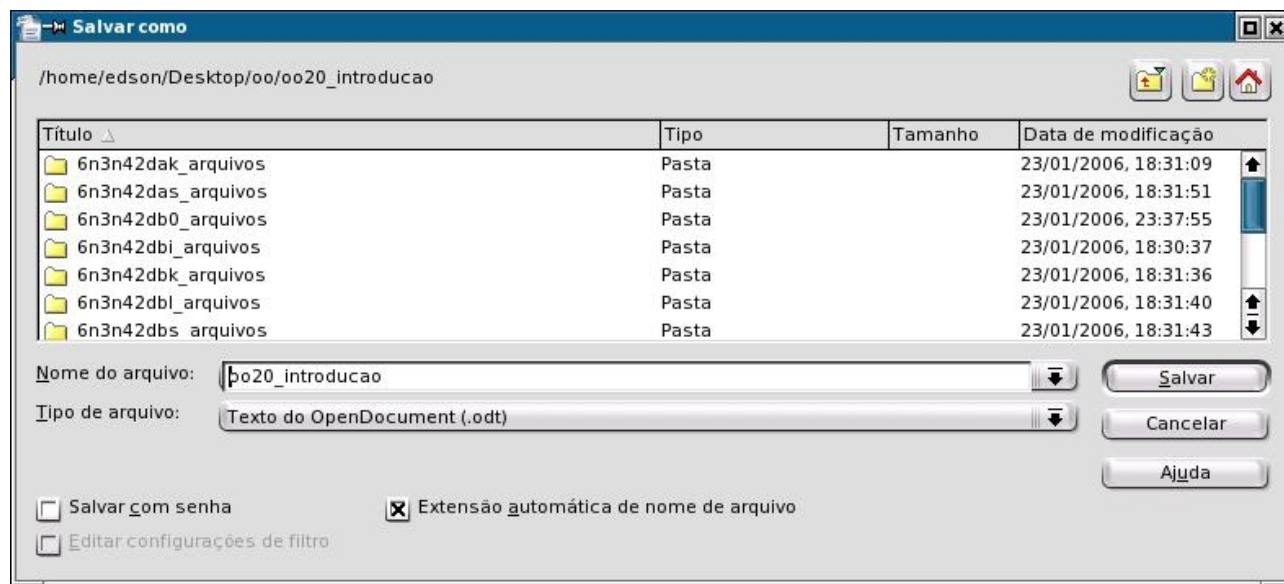 Salvar como
/home/edson/Desktop/oo/oo20_introducao
Título Tipo Tamanho Data de modificação
6n3n42dak_arquivos Pasta 23/01/2006, 18:31:09
6n3n42das_arquivos Pasta 23/01/2006, 18:31:51
6n3n42db0_arquivos Pasta 23/01/2006, 23:37:55
6n3n42dbi_arquivos Pasta 23/01/2006, 18:30:37
6n3n42dbk_arquivos Pasta 23/01/2006, 18:31:36
6n3n42dbl_arquivos Pasta 23/01/2006, 18:31:40
6n3n42dbs_arquivos Pasta 23/01/2006, 18:31:43
Nome do arquivo: oo20_introducao Salvar
Tipo de arquivo: Texto do OpenDocument (.odt) Cancelar
Ajuda
Salvar com senha Extensão automática de nome de arquivo
Editar configurações de filtro